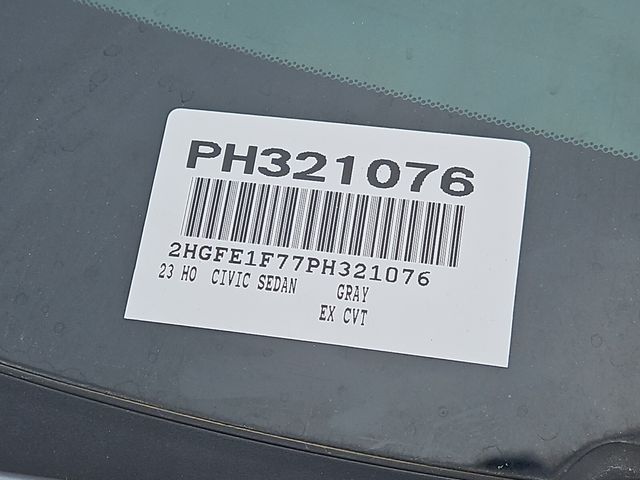 PH321076
2HGFE1F77PH321076
23 HO CIVIC SEDAN GRAY
EX CVT